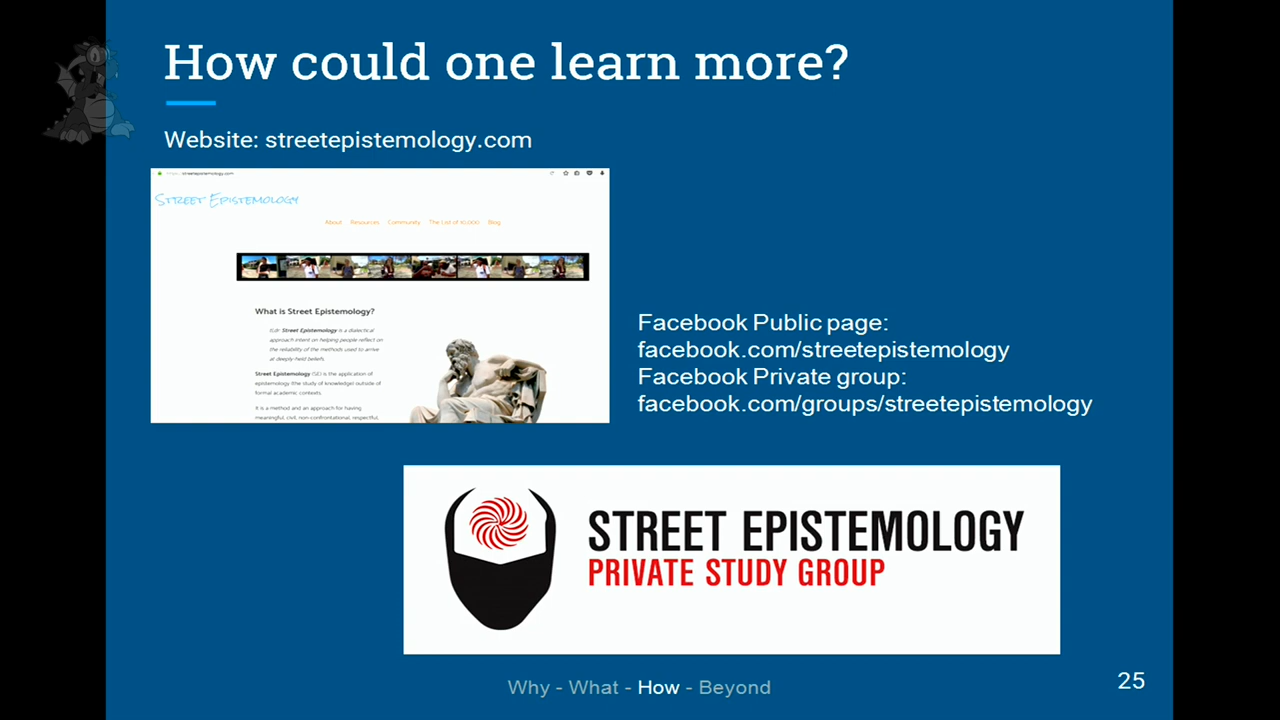 How could one learn more?
Website: streetepistemology.com
streetepistemology.com
STREET EPISTEMOLOGY
About Resources Community The List of Blog
What is Street Epistemology?
Street Epistemology is a dialectical
approach intent on helping people reflect on
the reliability of the methods used to arrive
at deeply-held beliefs.
Street Epistemology (SE) is the application of
epistemology (the study of knowledge) outside of
formal academic contexts.
It is a method and an approach for having
meaningful, civil, non-confrontational, respectful,
Facebook Public page:
facebook.com/streetepistemology
Facebook Private group:
facebook.com/groups/streetepistemology
STREET EPISTEMOLOGY
PRIVATE STUDY GROUP
Why - What - How - Beyond
25